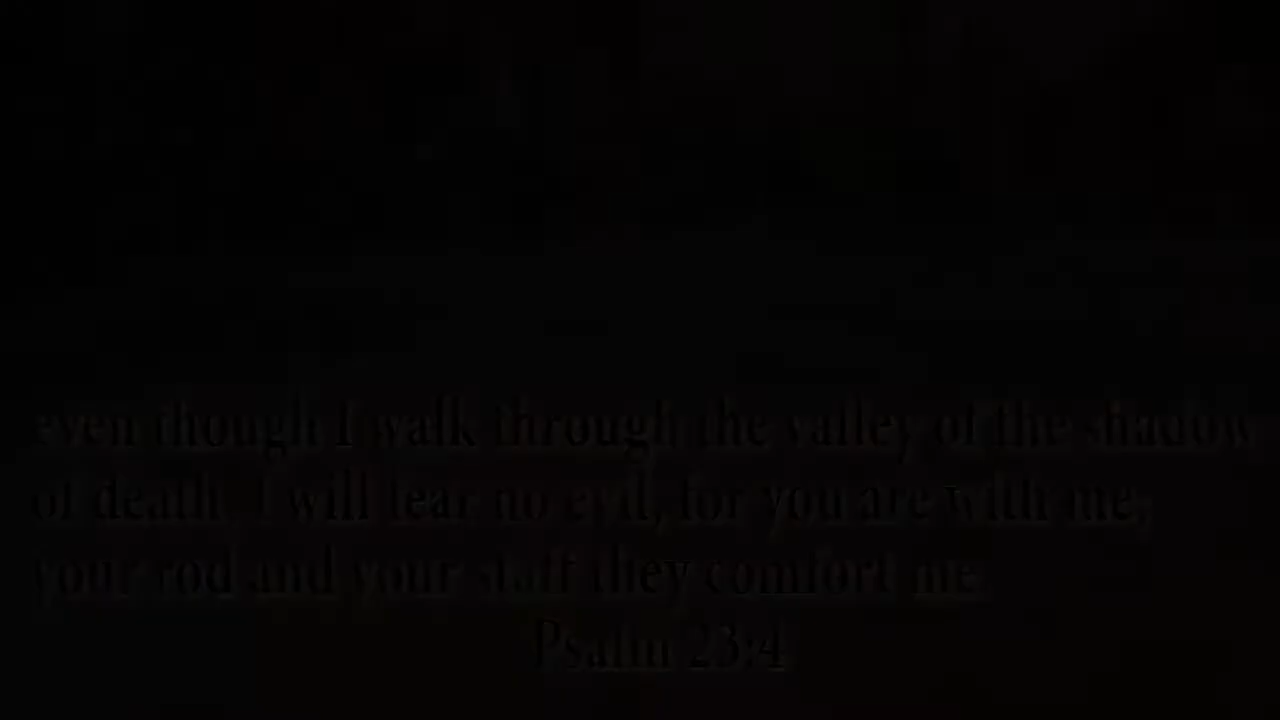 even though I walk through the valley of the shadow
of death, I will fear no evil, for you are with me;
your rod and your staff they comfort me
Psalm 23:4